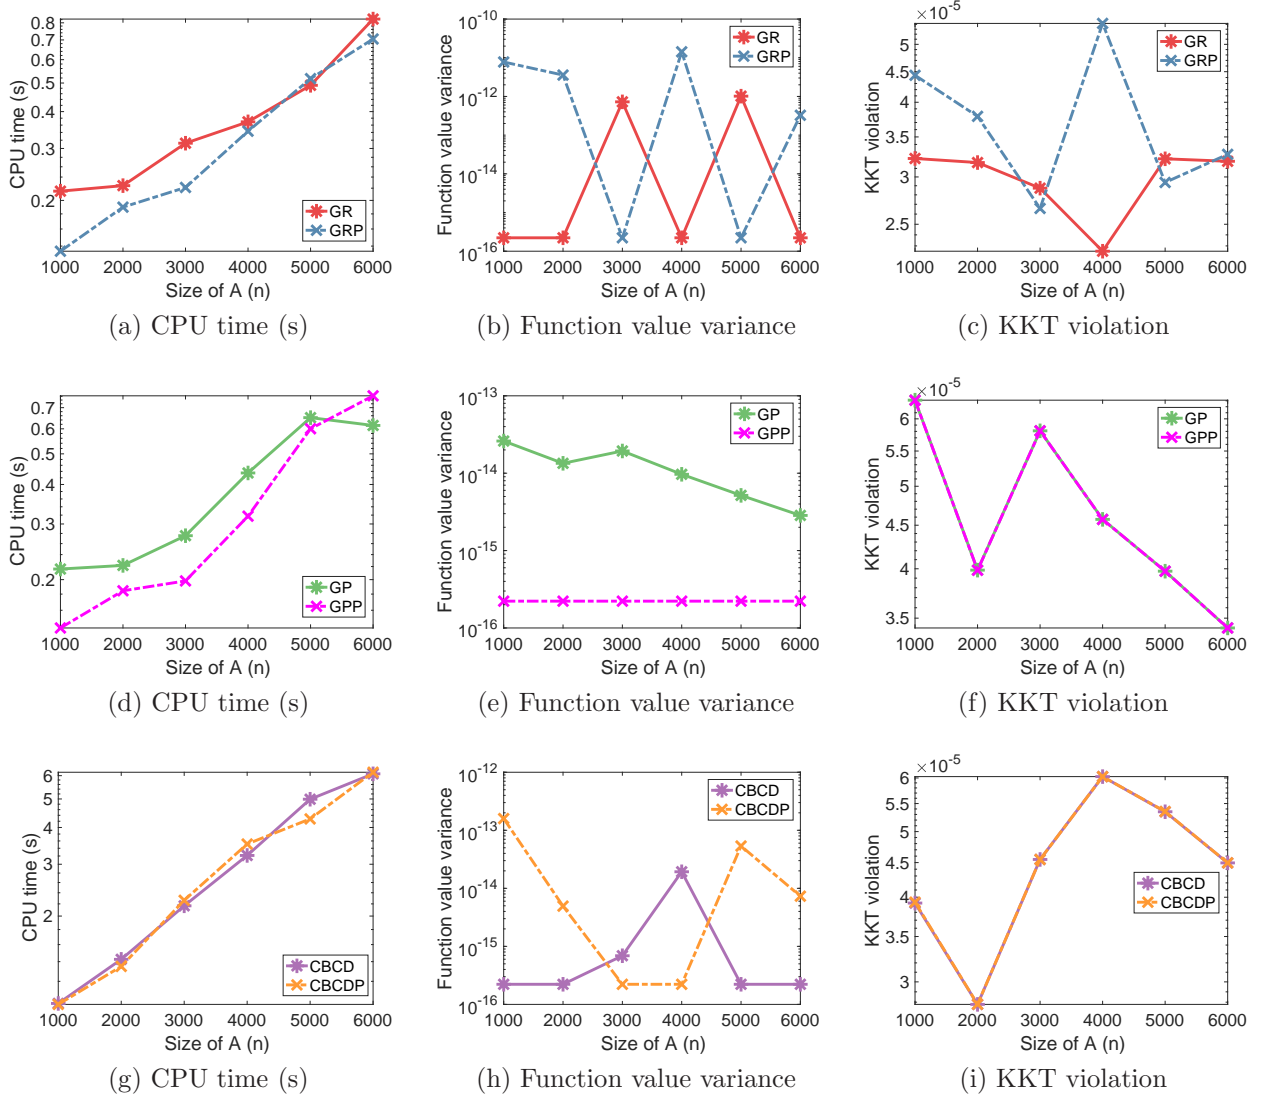 0.8
0.7
0.6
0.5
0.4
0.3
0.2
CPU time (s)
GR
GRP
1000 2000 3000 4000 5000 6000
Size of A (n)
(a) CPU time (s)
10^-10
10^-12
10^-14
10^-16
Function value variance
GR
GRP
1000 2000 3000 4000 5000 6000
Size of A (n)
(b) Function value variance
×10^-5
5
4.5
4
3.5
3
2.5
KKT violation
GR
GRP
1000 2000 3000 4000 5000 6000
Size of A (n)
(c) KKT violation
0.7
0.6
0.5
0.4
0.3
0.2
CPU time (s)
GP
GPP
1000 2000 3000 4000 5000 6000
Size of A (n)
(d) CPU time (s)
10^-13
10^-14
10^-15
10^-16
Function value variance
GP
GPP
1000 2000 3000 4000 5000 6000
Size of A (n)
(e) Function value variance
×10^-5
6
5.5
5
4.5
4
3.5
KKT violation
GP
GPP
1000 2000 3000 4000 5000 6000
Size of A (n)
(f) KKT violation
6
5
4
3
2
CPU time (s)
CBCD
CBCDP
1000 2000 3000 4000 5000 6000
Size of A (n)
(g) CPU time (s)
10^-12
10^-13
10^-14
10^-15
10^-16
Function value variance
CBCD
CBCDP
1000 2000 3000 4000 5000 6000
Size of A (n)
(h) Function value variance
×10^-5
6
5.5
5
4.5
4
3.5
3
KKT violation
CBCD
CBCDP
1000 2000 3000 4000 5000 6000
Size of A (n)
(i) KKT violation